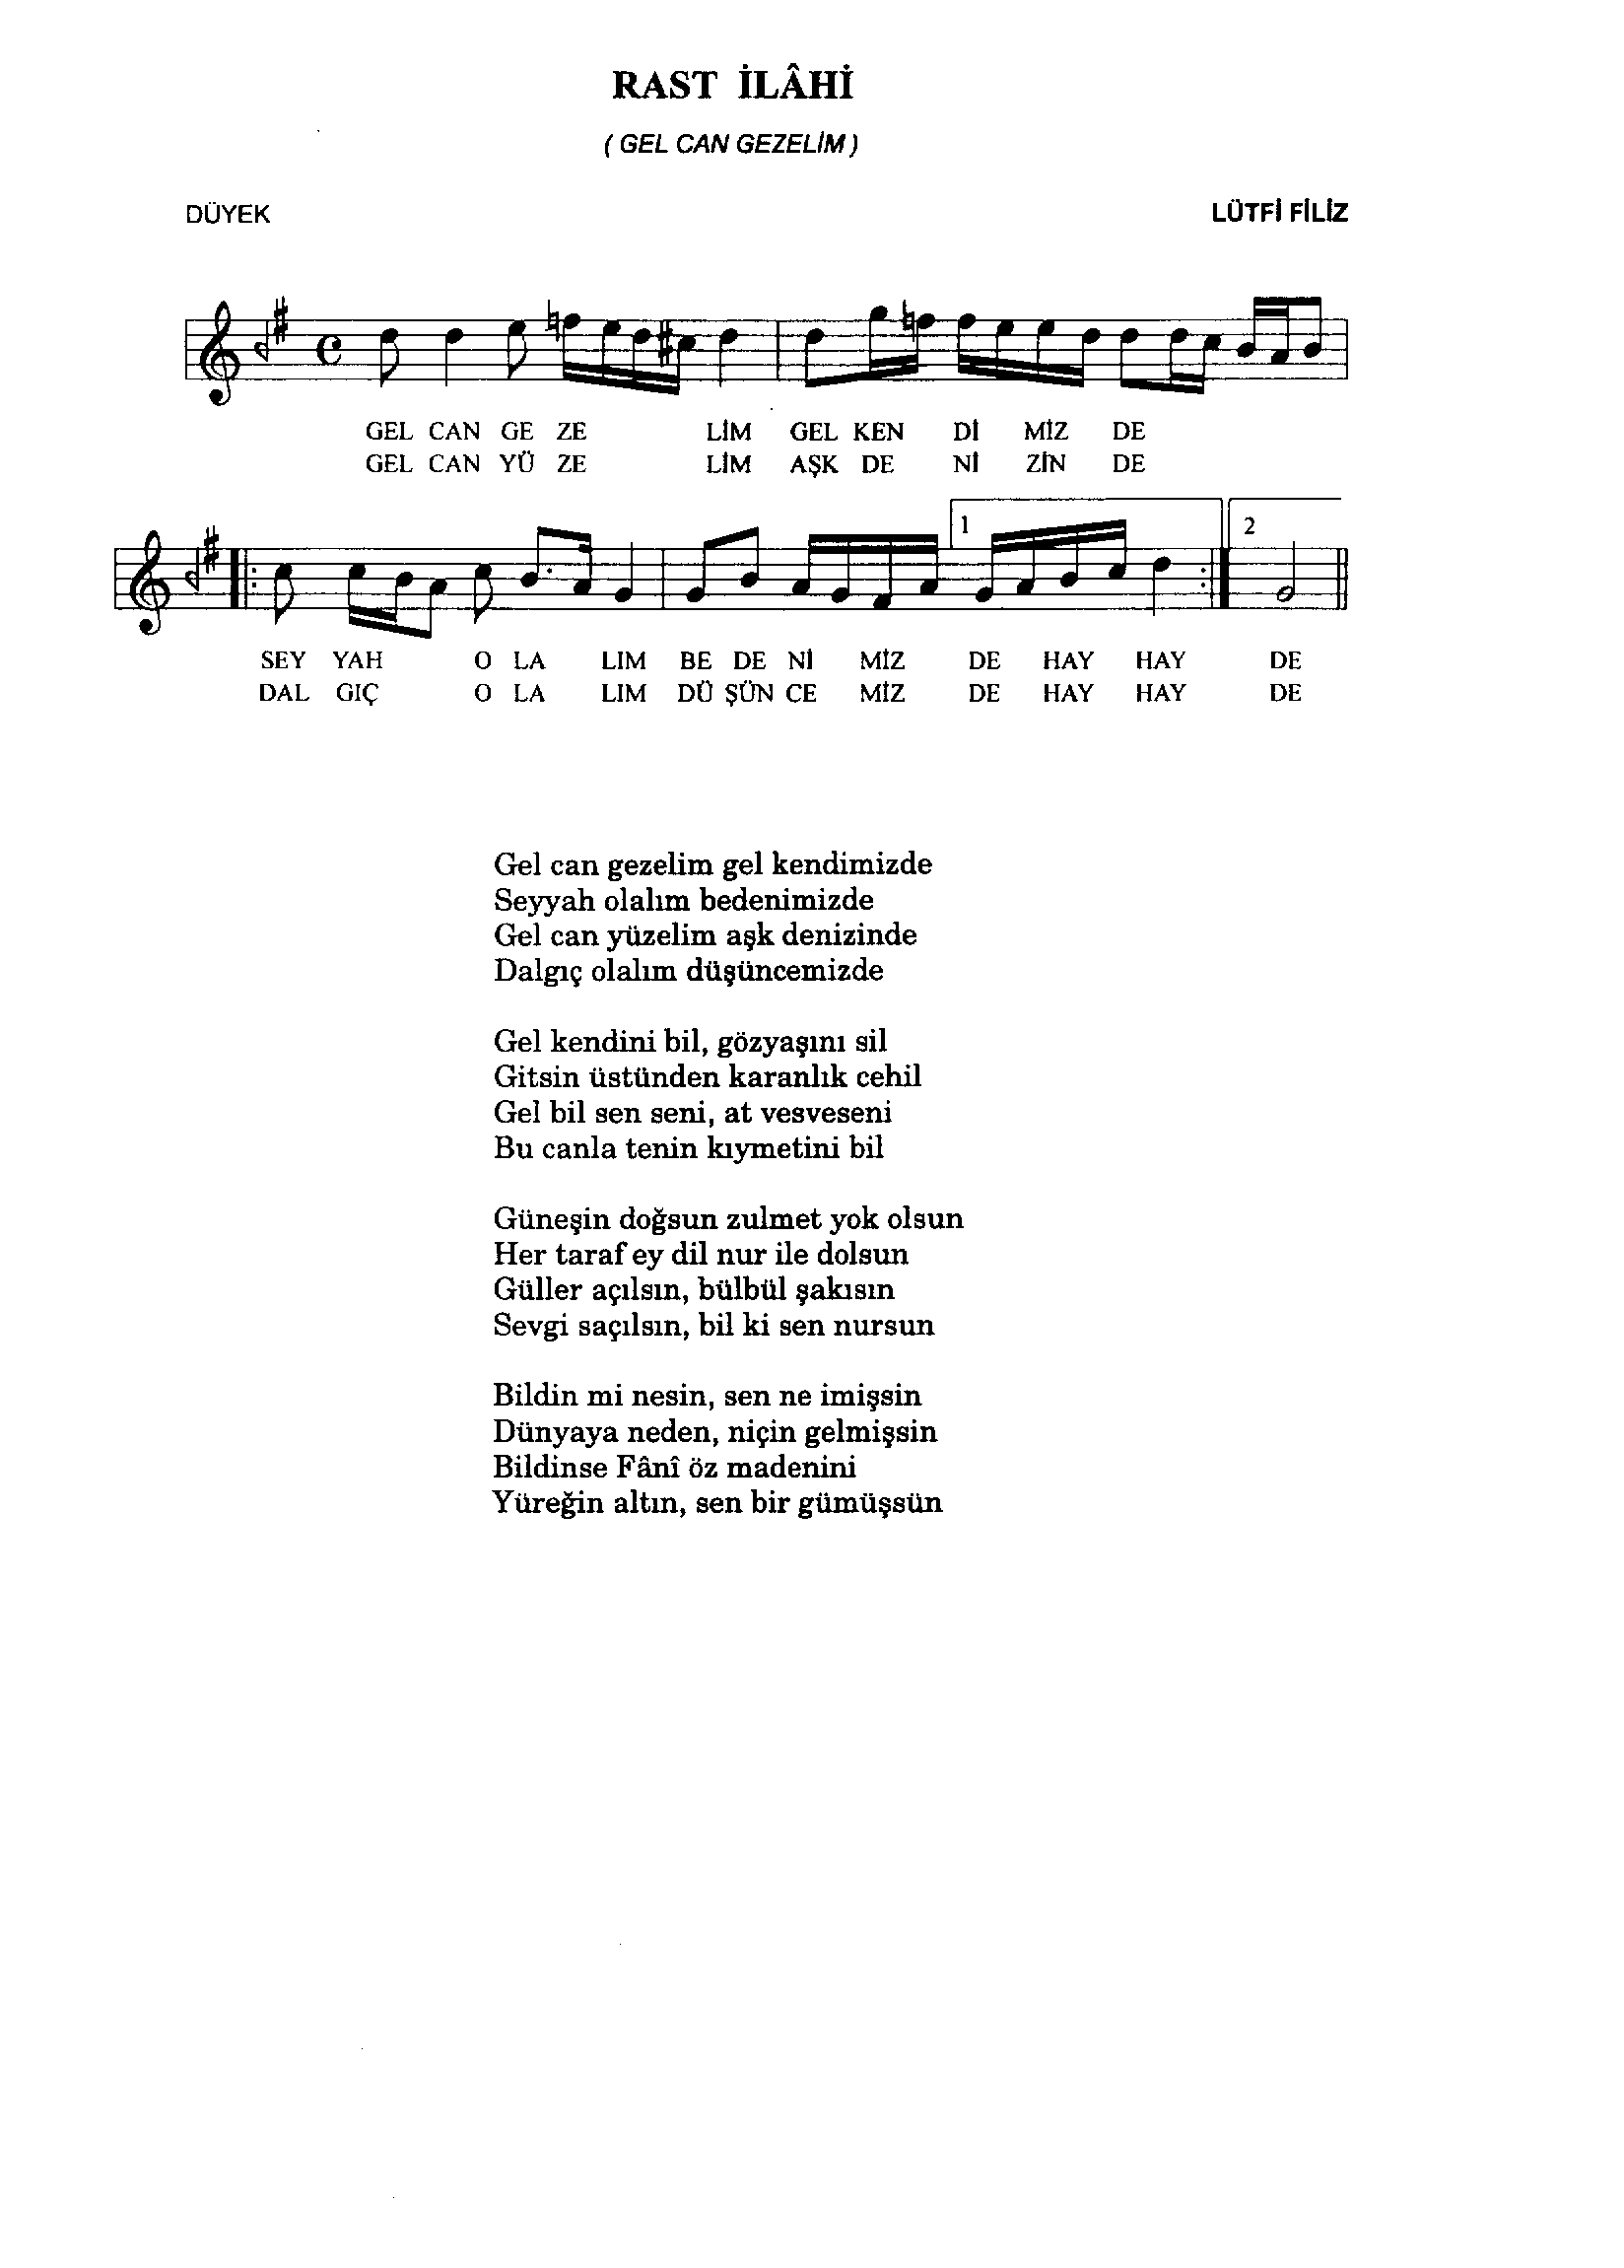 RAST İLÂHİ
( GEL CAN GEZELİM )
DÜYEK
LÜTFİ FİLİZ
GEL CAN GE ZE LİM GEL KEN Dİ MİZ DE
GEL CAN YÜ ZE LİM AŞK DE Nİ ZİN DE
1
2
SEY YAH O LA LIM BE DE Nİ MİZ DE HAY HAY DE
DAL GIÇ O LA LIM DÜ ŞÜN CE MİZ DE HAY HAY DE
Gel can gezelim gel kendimizde
Seyyah olalım bedenimizde
Gel can yüzelim aşk denizinde
Dalgıç olalım düşüncemizde
Gel kendini bil, gözyaşını sil
Gitsin üstünden karanlık cehil
Gel bil sen seni, at vesveseni
Bu canla tenin kıymetini bil
Güneşin doğsun zulmet yok olsun
Her taraf ey dil nur ile dolsun
Güller açılsın, bülbül şakısın
Sevgi saçılsın, bil ki sen nursun
Bildin mi nesin, sen ne imişsin
Dünyaya neden, niçin gelmişsin
Bildinse Fânî öz madenini
Yüreğin altın, sen bir gümüşsün